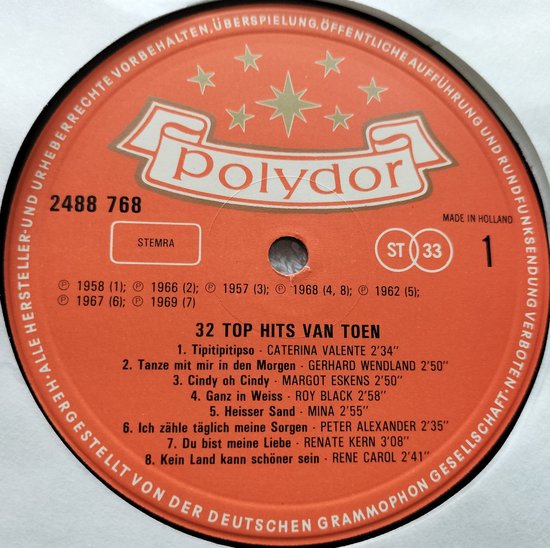 ·ALLE HERSTELLER-UND URHEBERRECHTE VORBEHALTEN, ÜBERSPIELUNG, ÖFFENTLICHE AUFFÜHRUNG UND RUNDFUNKSENDUNG VERBOTEN!·HERGESTELLT VON DER DEUTSCHEN GRAMMOPHON GESELLSCHAFT·
polydor
2488 768
MADE IN HOLLAND
STEMRA
ST 33
1
℗ 1958 (1); ℗ 1966 (2); ℗ 1957 (3); ℗ 1968 (4, 8); ℗ 1962 (5);
℗ 1967 (6); ℗ 1969 (7)
32 TOP HITS VAN TOEN
1. Tipitipitipso · CATERINA VALENTE 2'34"
2. Tanze mit mir in den Morgen · GERHARD WENDLAND 2'50"
3. Cindy oh Cindy · MARGOT ESKENS 2'50"
4. Ganz in Weiss · ROY BLACK 2'58"
5. Heisser Sand · MINA 2'55"
6. Ich zähle täglich meine Sorgen · PETER ALEXANDER 2'35"
7. Du bist meine Liebe · RENATE KERN 3'08"
8. Kein Land kann schöner sein · RENE CAROL 2'41"